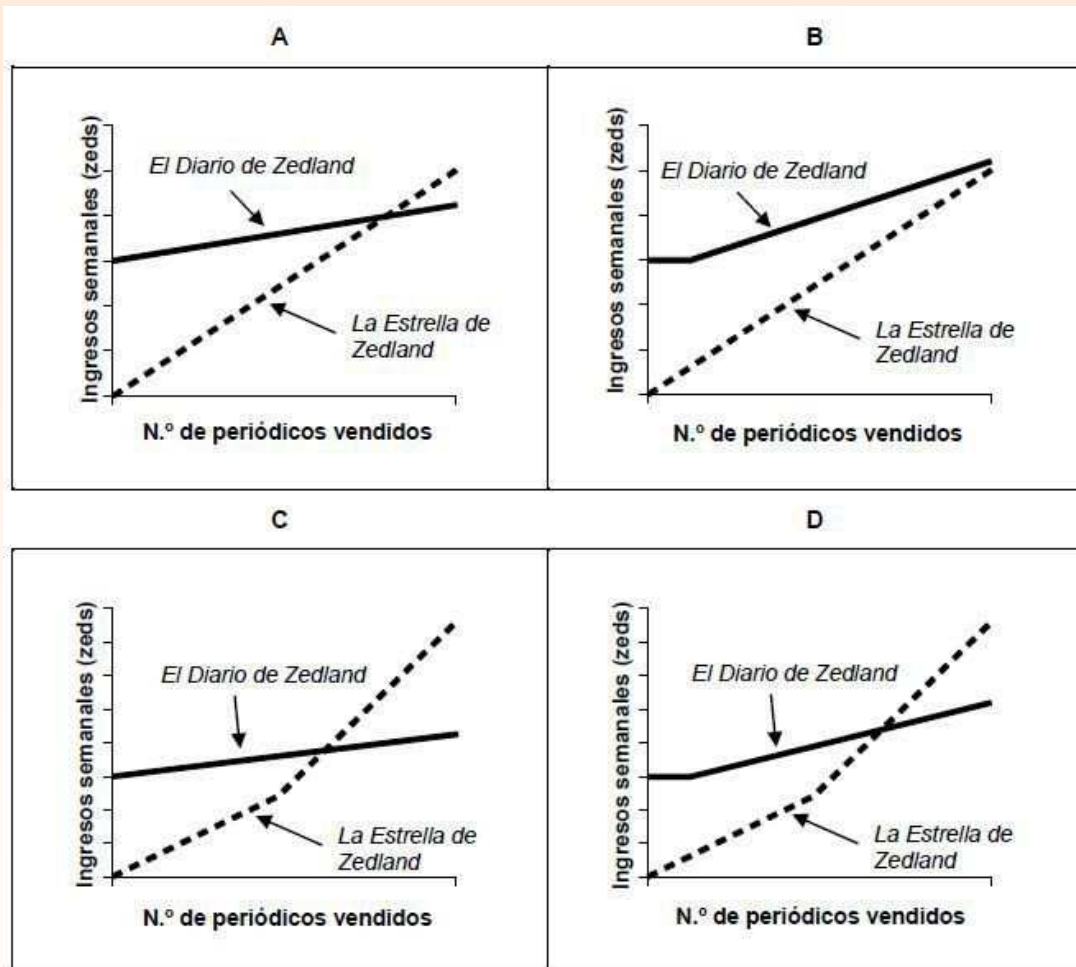 A
Ingresos semanales (zeds)
El Diario de Zedland
La Estrella de
Zedland
N.º de periódicos vendidos
B
Ingresos semanales (zeds)
El Diario de Zedland
La Estrella de
Zedland
N.º de periódicos vendidos
C
Ingresos semanales (zeds)
El Diario de Zedland
La Estrella de
Zedland
N.º de periódicos vendidos
D
Ingresos semanales (zeds)
El Diario de Zedland
La Estrella de
Zedland
N.º de periódicos vendidos